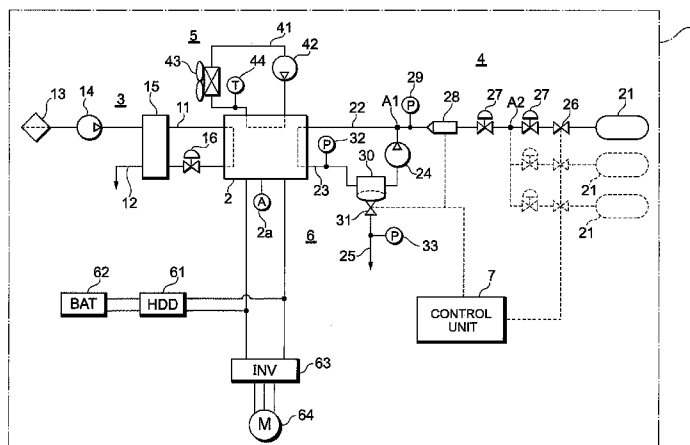 5
41
42
43
44
4
13
14
3
15
11
16
12
2
2a
T
A
22
A1
29
P
28
27
A2
27
26
21
32
P
30
24
23
31
21
T
33
P
25
21
T
6
7
CONTROL
UNIT
62
61
BAT
HDD
63
INV
M
64